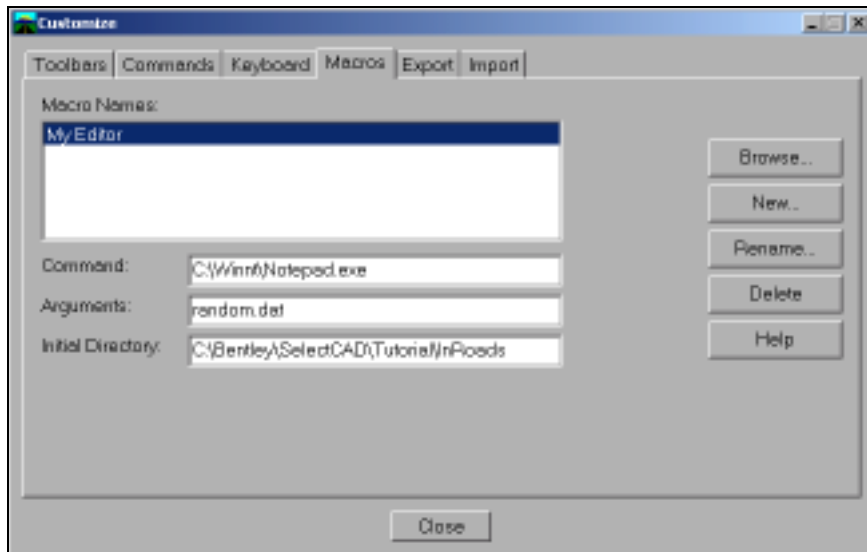 Customize
Toolbars Commands Keyboard Macros Export Import
Macro Names:
My Editor
Browse...
New...
Rename...
Delete
Help
Command: C:\Winnt\Notepad.exe
Arguments: random.dat
Initial Directory: C:\Bentley\SelectCAD\Tutorial\InRoads
Close